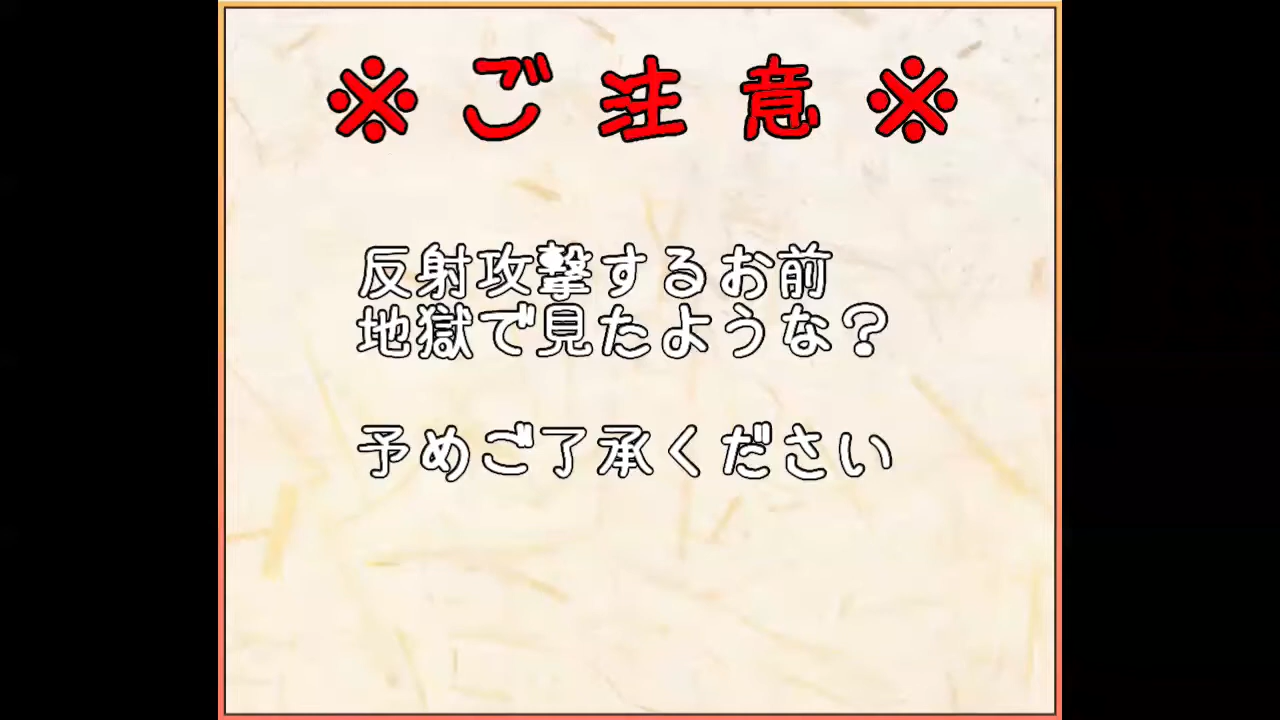 ※ご注意※
反射攻撃するお前
地獄で見たような？
予めご了承ください